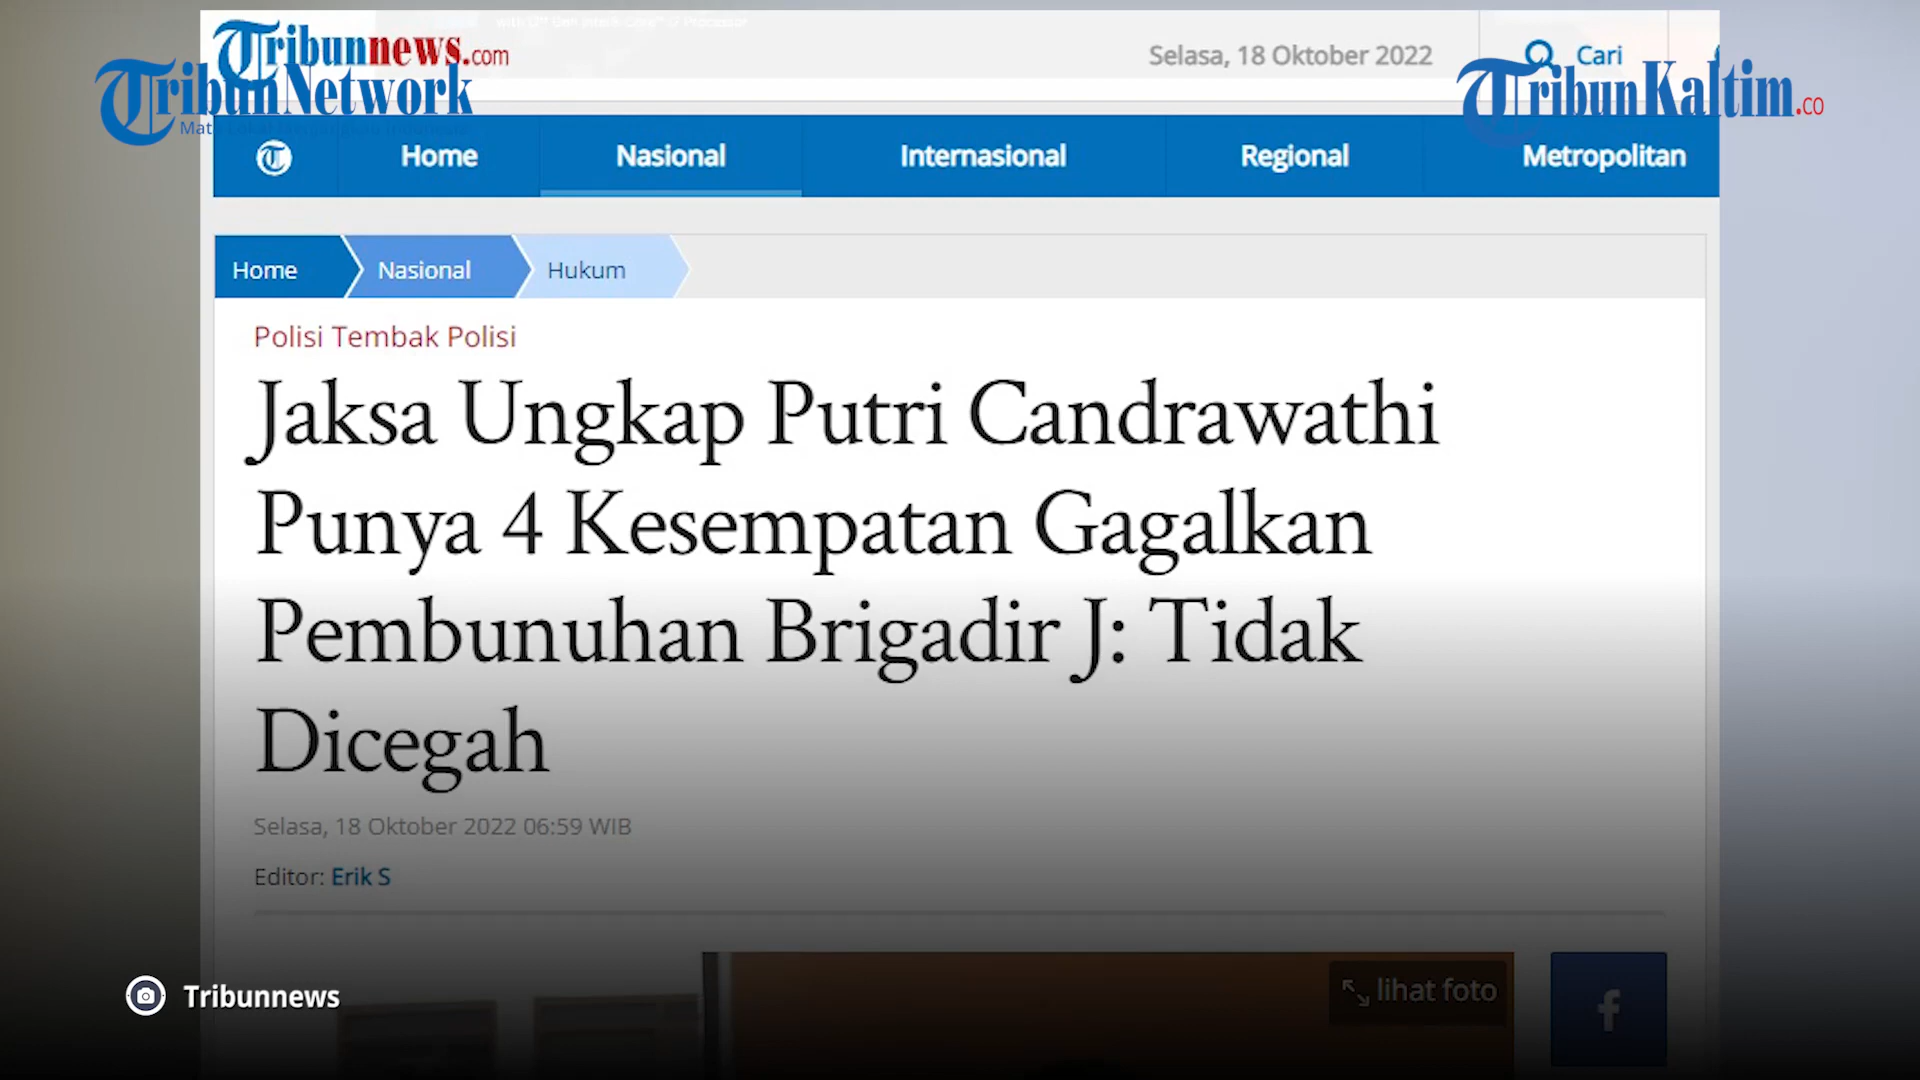 Tribunnews.com
Selasa, 18 Oktober 2022
Cari
TribunNetwork
TribunKaltim.co
Home
Nasional
Internasional
Regional
Metropolitan
Home
Nasional
Hukum
Polisi Tembak Polisi
Jaksa Ungkap Putri Candrawathi
Punya 4 Kesempatan Gagalkan
Pembunuhan Brigadir J: Tidak
Dicegah
Selasa, 18 Oktober 2022 06:59 WIB
Editor: Erik S
lihat foto
Tribunnews